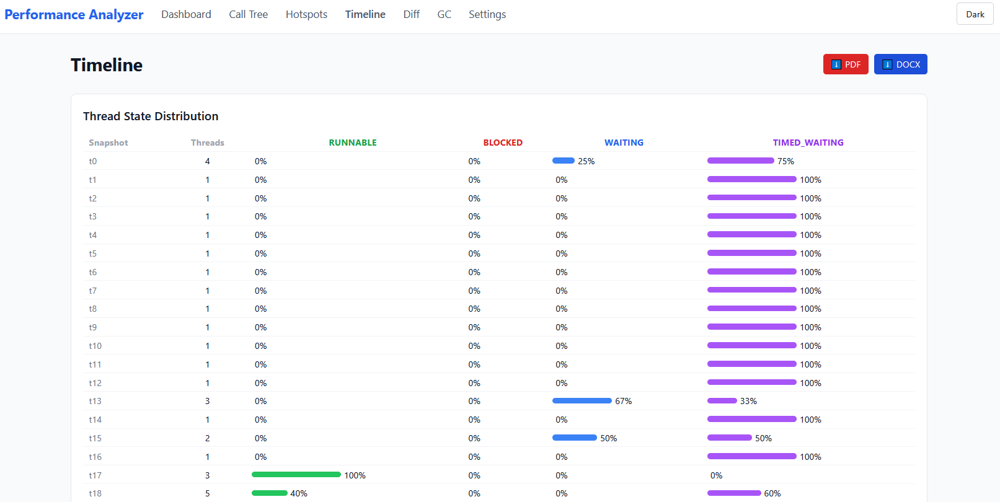 Performance Analyzer Dashboard Call Tree Hotspots Timeline Diff GC Settings Dark
Timeline PDF DOCX
Thread State Distribution
Snapshot Threads RUNNABLE BLOCKED WAITING TIMED_WAITING
t0 4 0% 0% 25% 75%
t1 1 0% 0% 0% 100%
t2 1 0% 0% 0% 100%
t3 1 0% 0% 0% 100%
t4 1 0% 0% 0% 100%
t5 1 0% 0% 0% 100%
t6 1 0% 0% 0% 100%
t7 1 0% 0% 0% 100%
t8 1 0% 0% 0% 100%
t9 1 0% 0% 0% 100%
t10 1 0% 0% 0% 100%
t11 1 0% 0% 0% 100%
t12 1 0% 0% 0% 100%
t13 3 0% 0% 67% 33%
t14 1 0% 0% 0% 100%
t15 2 0% 0% 50% 50%
t16 1 0% 0% 0% 100%
t17 3 100% 0% 0% 0%
t18 5 40% 0% 0% 60%